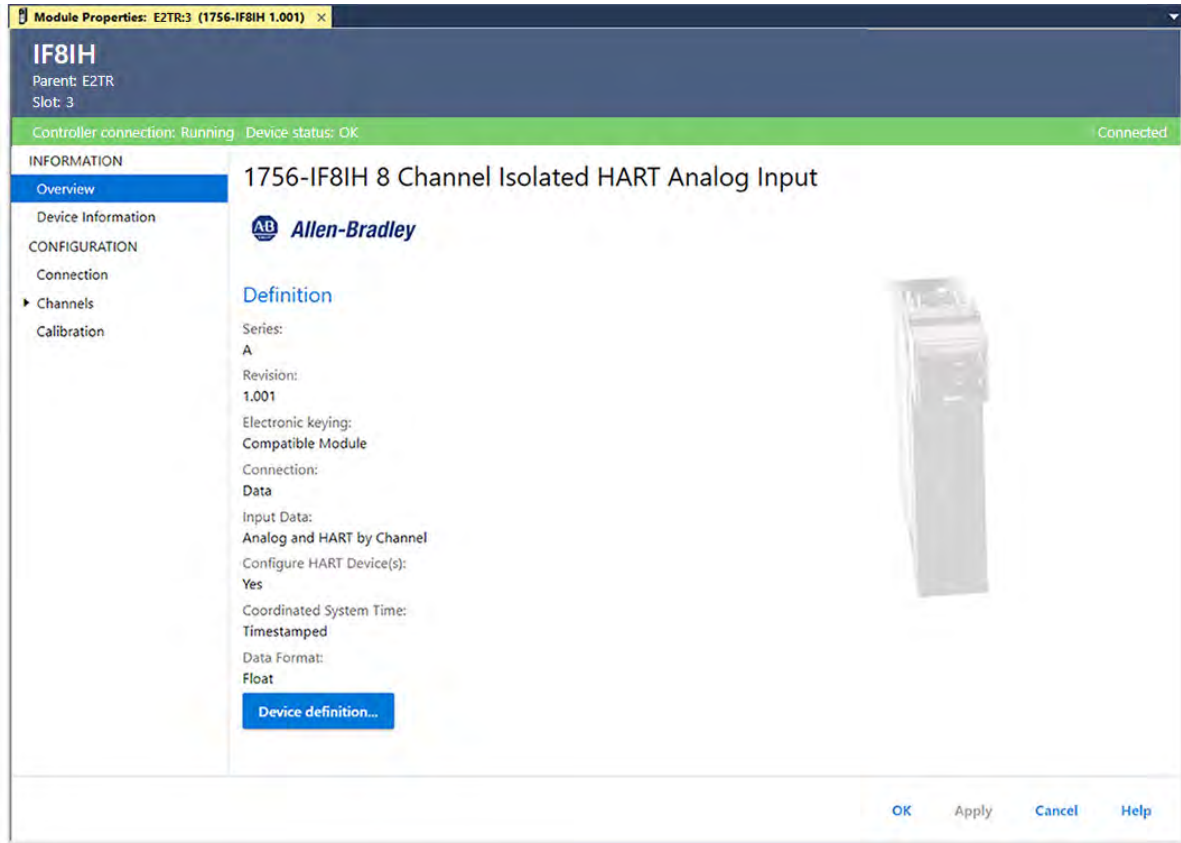 Module Properties: E2TR:3 (1756-IF8IH 1.001) ×
IF8IH
Parent: E2TR
Slot: 3
Controller connection: Running Device status: OK Connected
INFORMATION
Overview
Device Information
CONFIGURATION
Connection
Channels
Calibration
1756-IF8IH 8 Channel Isolated HART Analog Input
AB Allen-Bradley
Definition
Series:
A
Revision:
1.001
Electronic keying:
Compatible Module
Connection:
Data
Input Data:
Analog and HART by Channel
Configure HART Device(s):
Yes
Coordinated System Time:
Timestamped
Data Format:
Float
Device definition...
OK Apply Cancel Help